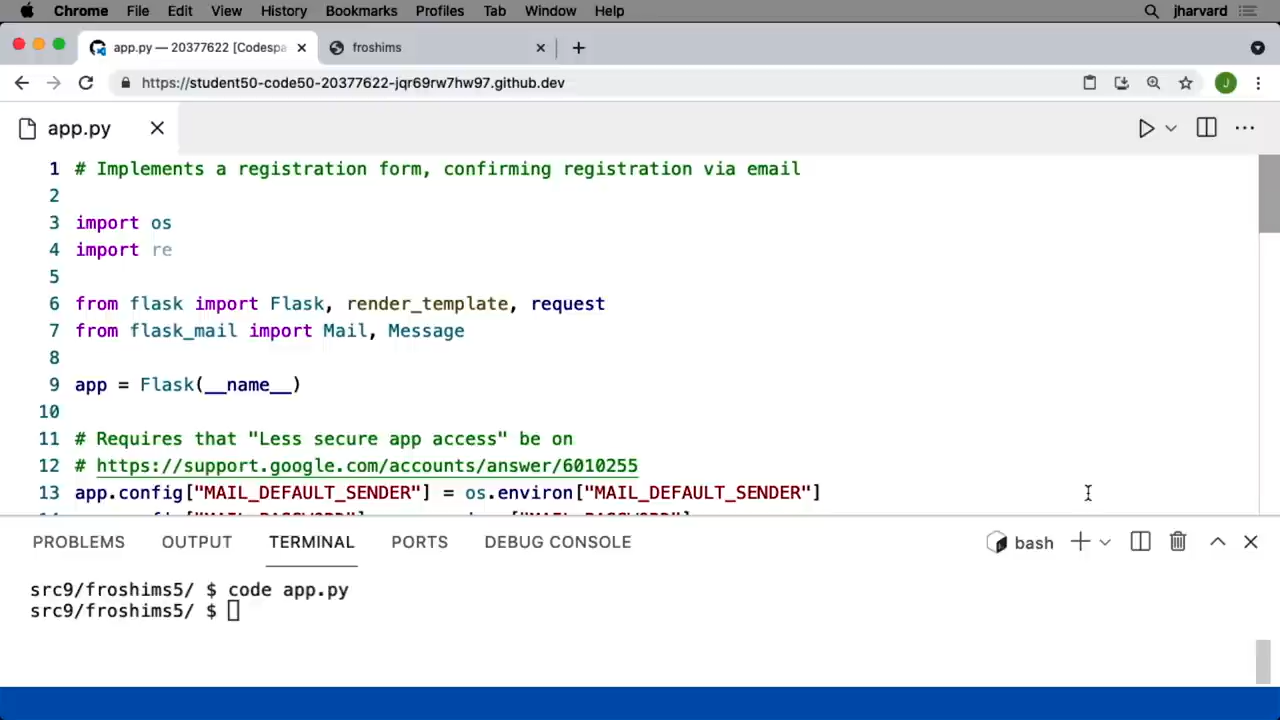 Chrome File Edit View History Bookmarks Profiles Tab Window Help jharvard
app.py — 20377622 [Codespa froshims
https://student50-code50-20377622-jqr69rw7hw97.github.dev J
app.py
1 # Implements a registration form, confirming registration via email
2
3 import os
4 import re
5
6 from flask import Flask, render_template, request
7 from flask_mail import Mail, Message
8
9 app = Flask(__name__)
10
11 # Requires that "Less secure app access" be on
12 # https://support.google.com/accounts/answer/6010255
13 app.config["MAIL_DEFAULT_SENDER"] = os.environ["MAIL_DEFAULT_SENDER"]
PROBLEMS OUTPUT TERMINAL PORTS DEBUG CONSOLE bash
src9/froshims5/ $ code app.py
src9/froshims5/ $